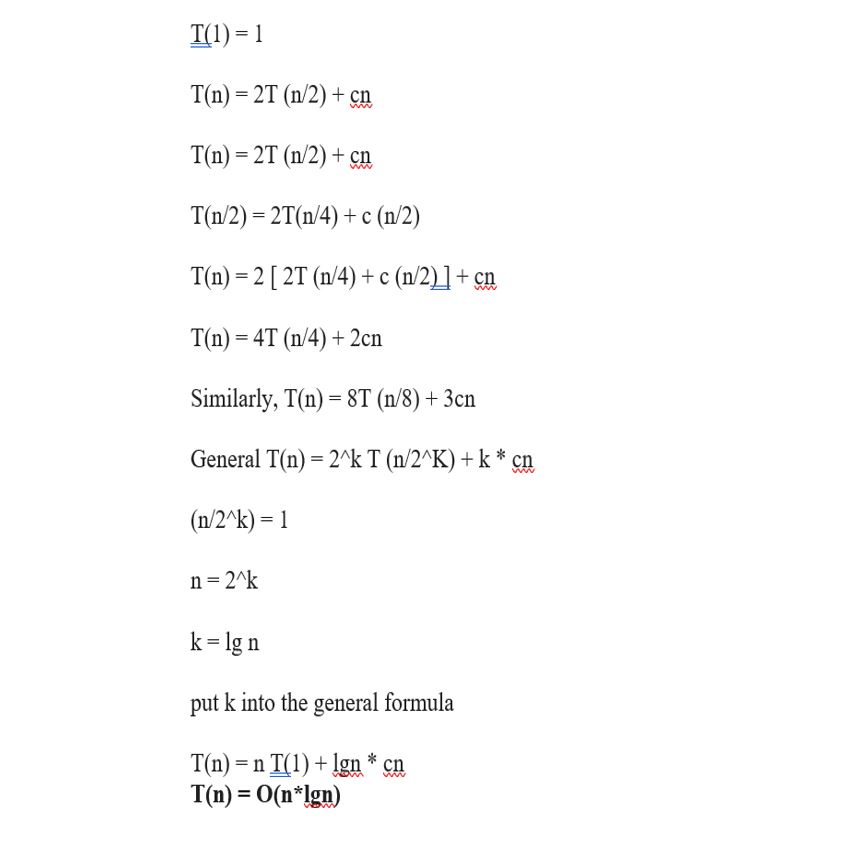 T(1) = 1
T(n) = 2T (n/2) + cn
T(n) = 2T (n/2) + cn
T(n/2) = 2T(n/4) + c (n/2)
T(n) = 2 [ 2T (n/4) + c (n/2) ] + cn
T(n) = 4T (n/4) + 2cn
Similarly, T(n) = 8T (n/8) + 3cn
General T(n) = 2^k T (n/2^K) + k * cn
(n/2^k) = 1
n = 2^k
k = lg n
put k into the general formula
T(n) = n T(1) + lgn * cn
T(n) = O(n*lgn)